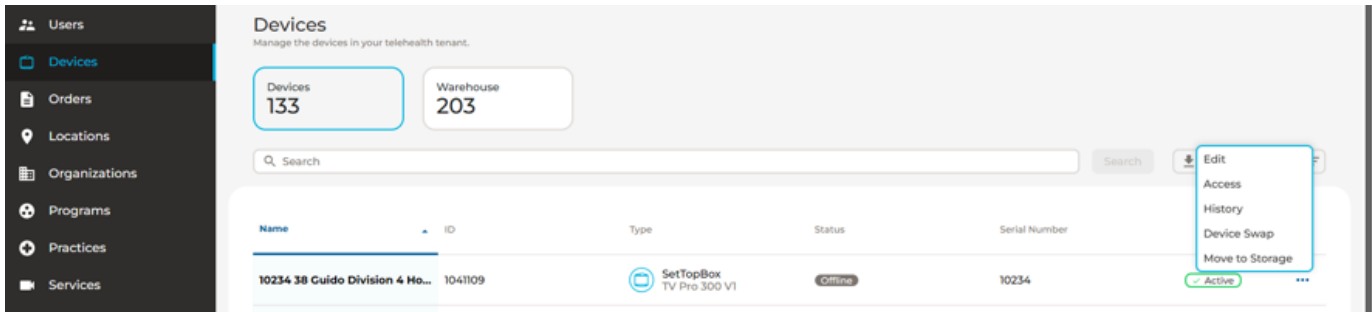 Users
Devices
Orders
Locations
Organizations
Programs
Practices
Services
Devices
Manage the devices in your telehealth tenant.
Devices
133
Warehouse
203
Search
Search
Edit
Access
History
Device Swap
Move to Storage
Name ID Type Status Serial Number
10234 38 Guido Division 4 Ho... 1041109 SetTopBox Offline 10234 Active
TV Pro 300 V1